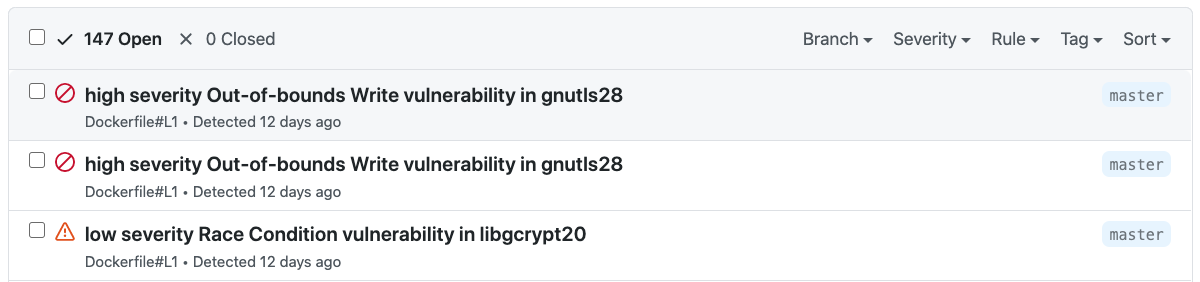 147 Open 0 Closed Branch Severity Rule Tag Sort
high severity Out-of-bounds Write vulnerability in gnutls28 master
Dockerfile#L1 • Detected 12 days ago
high severity Out-of-bounds Write vulnerability in gnutls28 master
Dockerfile#L1 • Detected 12 days ago
low severity Race Condition vulnerability in libgcrypt20 master
Dockerfile#L1 • Detected 12 days ago